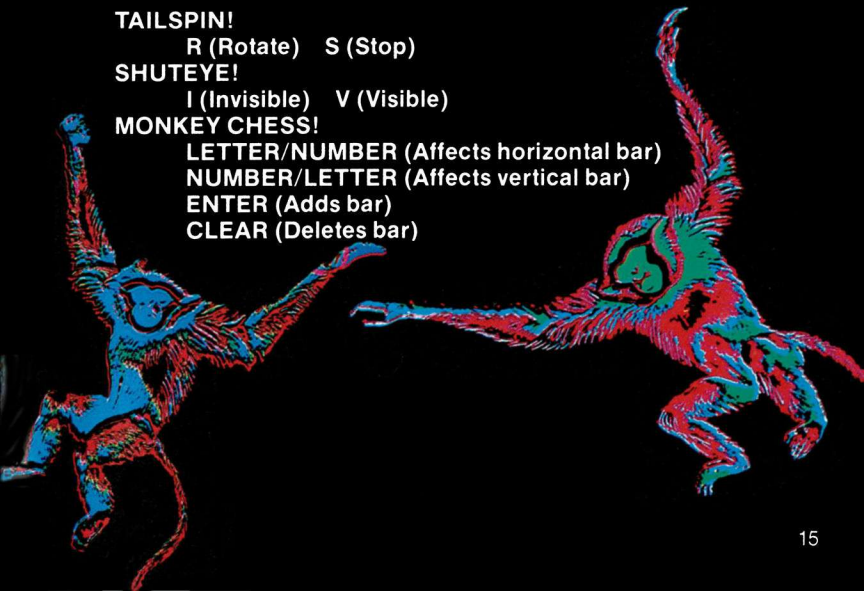 TAILSPIN!
R (Rotate) S (Stop)
SHUTEYE!
I (Invisible) V (Visible)
MONKEY CHESS!
LETTER/NUMBER (Affects horizontal bar)
NUMBER/LETTER (Affects vertical bar)
ENTER (Adds bar)
CLEAR (Deletes bar)
15